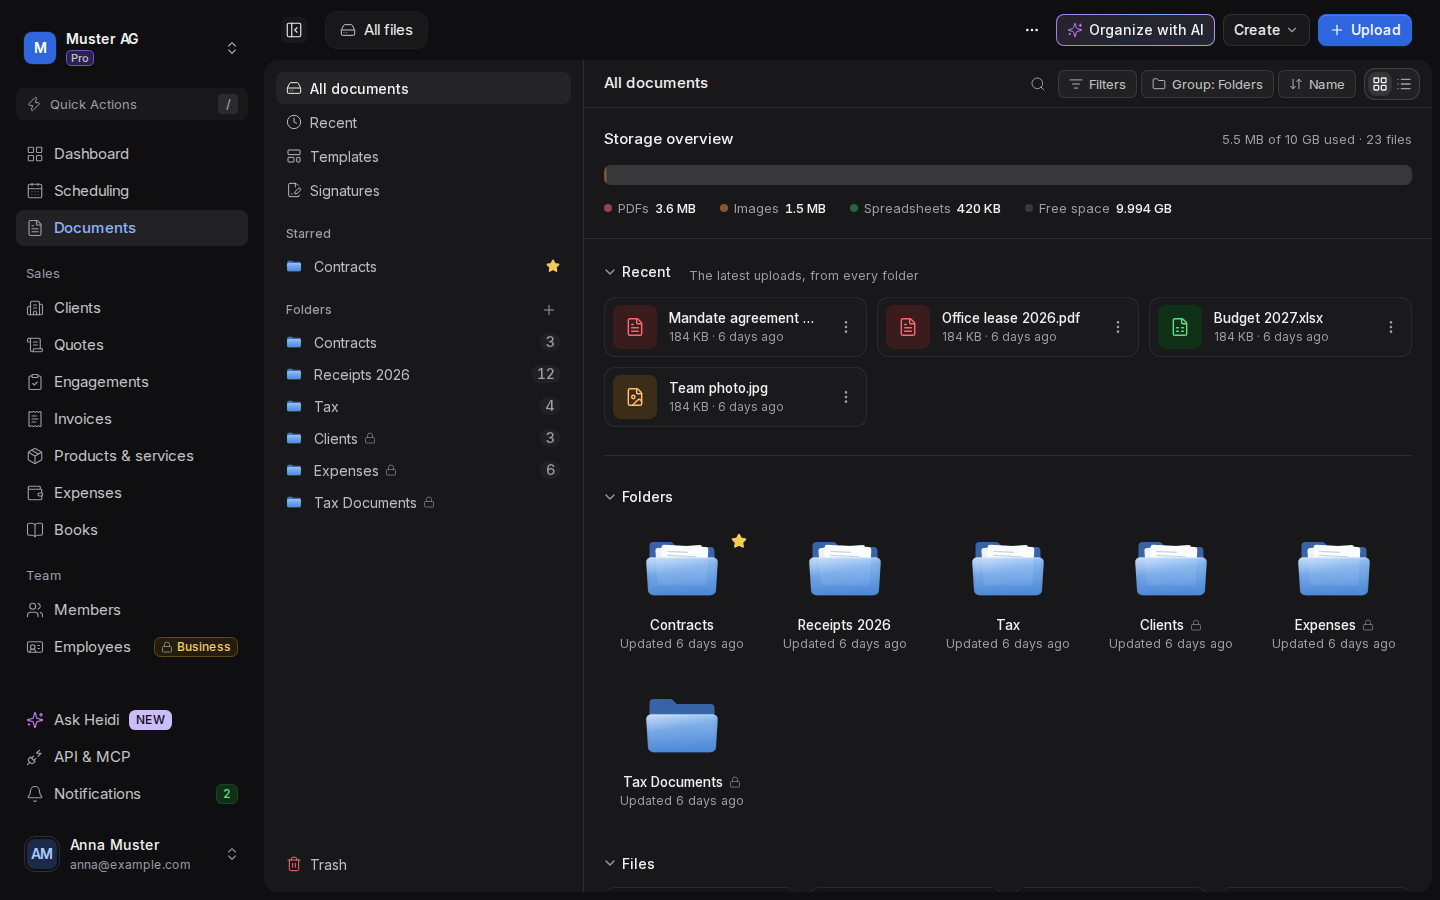 Muster AG
Pro
Quick Actions
/
Dashboard
Scheduling
Documents
Sales
Clients
Quotes
Engagements
Invoices
Products & services
Expenses
Books
Team
Members
Employees
Business
Ask Heidi
NEW
API & MCP
Notifications
2
AM
Anna Muster
anna@example.com
M
All files
Organize with AI
Create
Upload
All documents
Recent
Templates
Signatures
Starred
Contracts
Folders
Contracts 3
Receipts 2026 12
Tax 4
Clients 3
Expenses 6
Tax Documents
Trash
All documents
Filters
Group: Folders
Name
Storage overview
5.5 MB of 10 GB used · 23 files
PDFs 3.6 MB
Images 1.5 MB
Spreadsheets 420 KB
Free space 9.994 GB
Recent
The latest uploads, from every folder
Mandate agreement ...
184 KB · 6 days ago
Office lease 2026.pdf
184 KB · 6 days ago
Budget 2027.xlsx
184 KB · 6 days ago
Team photo.jpg
184 KB · 6 days ago
Folders
Contracts
Updated 6 days ago
Receipts 2026
Updated 6 days ago
Tax
Updated 6 days ago
Clients
Updated 6 days ago
Expenses
Updated 6 days ago
Tax Documents
Updated 6 days ago
Files